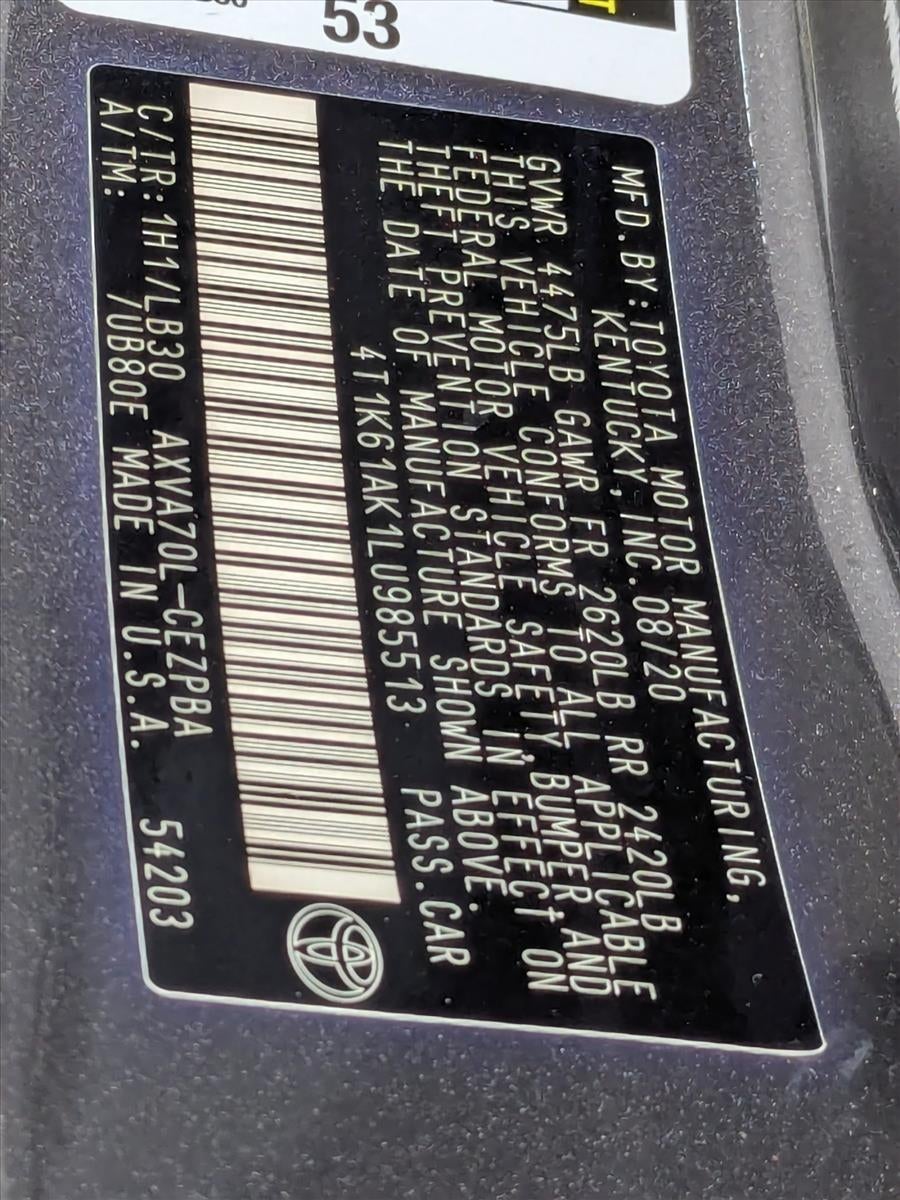 53
MFD.BY:TOYOTA MOTOR MANUFACTURING,
KENTUCKY, INC. 08/20
GVWR 4475LB GAWR FR 2620LB RR 2420LB
THIS VEHICLE CONFORMS TO ALL APPLICABLE
FEDERAL MOTOR VEHICLE SAFETY, BUMPER, AND
THEFT PREVENTION STANDARDS IN EFFECT ON
THE DATE OF MANUFACTURE SHOWN ABOVE.
4T1K61AK1LU985513 PASS.CAR
C/TR:1H1/LB30 AXVA70L-CEZPBA
A/TM: /UB80E MADE IN U.S.A. 54203